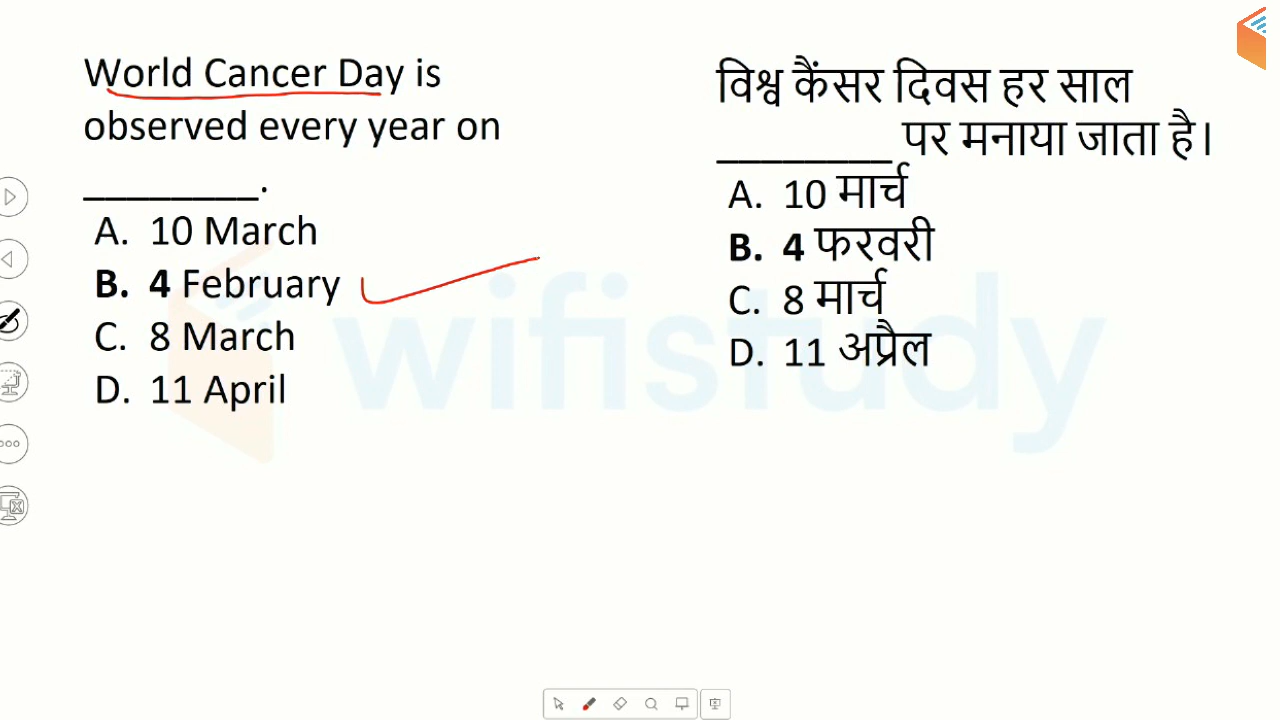 World Cancer Day is
observed every year on
________.
A. 10 March
B. 4 February
C. 8 March
D. 11 April
विश्व कैंसर दिवस हर साल
________ पर मनाया जाता है।
A. 10 मार्च
B. 4 फरवरी
C. 8 मार्च
D. 11 अप्रैल
wifistudy